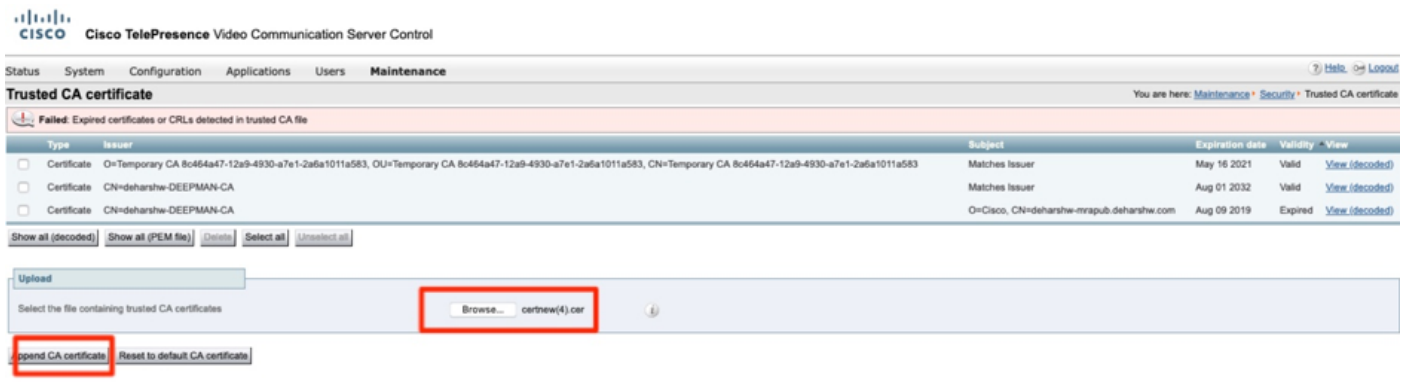 CISCO Cisco TelePresence Video Communication Server Control
Status System Configuration Applications Users Maintenance Help Logout
Trusted CA certificate You are here: Maintenance Security Trusted CA certificate
Failed: Expired certificates or CRLs detected in trusted CA file
Type Issuer Subject Expiration date Validity View
Certificate O=Temporary CA 8c464a47-12a9-4930-a7e1-2a6a1011a583, OU=Temporary CA 8c464a47-12a9-4930-a7e1-2a6a1011a583, CN=Temporary CA 8c464a47-12a9-4930-a7e1-2a6a1011a583 Matches Issuer May 16 2021 Valid View (decoded)
Certificate CN=deharshw-DEEPMAN-CA Matches Issuer Aug 01 2032 Valid View (decoded)
Certificate CN=deharshw-DEEPMAN-CA O=Cisco, CN=deharshw-mrapub.deharshw.com Aug 09 2019 Expired View (decoded)
Show all (decoded) Show all (PEM file) Delete Select all Unselect all
Upload
Select the file containing trusted CA certificates Browse... certnew(4).cer i
Append CA certificate Reset to default CA certificate